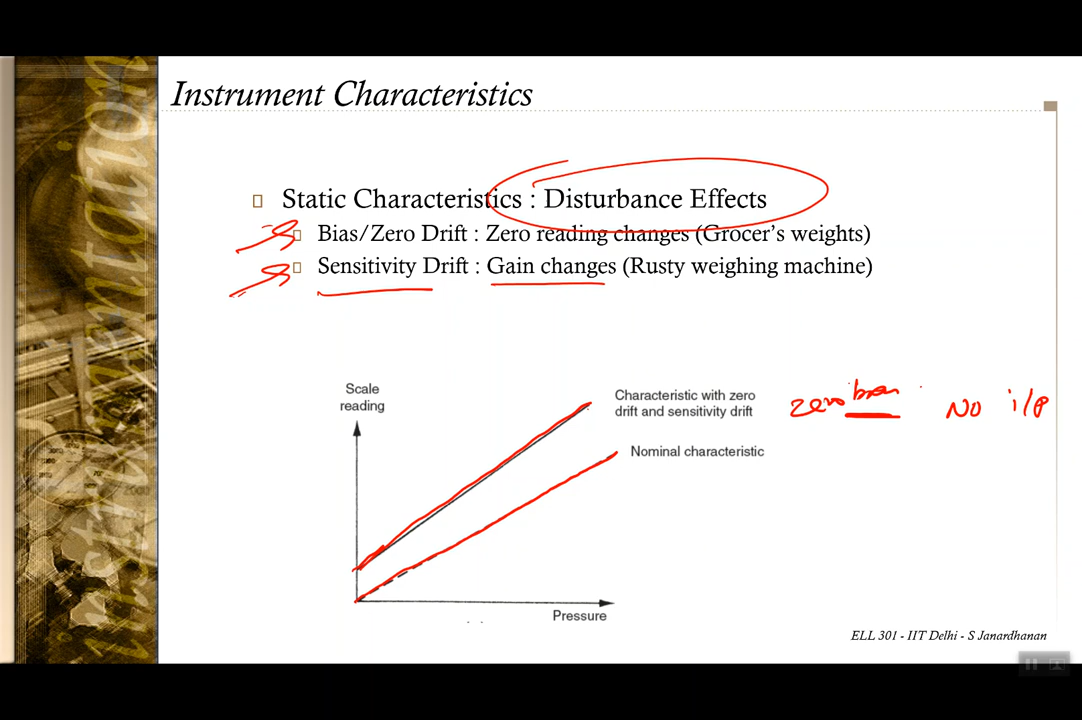 Instrument Characteristics
Static Characteristics : Disturbance Effects
Bias/Zero Drift : Zero reading changes (Grocer's weights)
Sensitivity Drift : Gain changes (Rusty weighing machine)
Scale
reading
Characteristic with zero
drift and sensitivity drift
zero
No i/p
Nominal characteristic
Pressure
ELL 301 - IIT Delhi - S Janardhanan